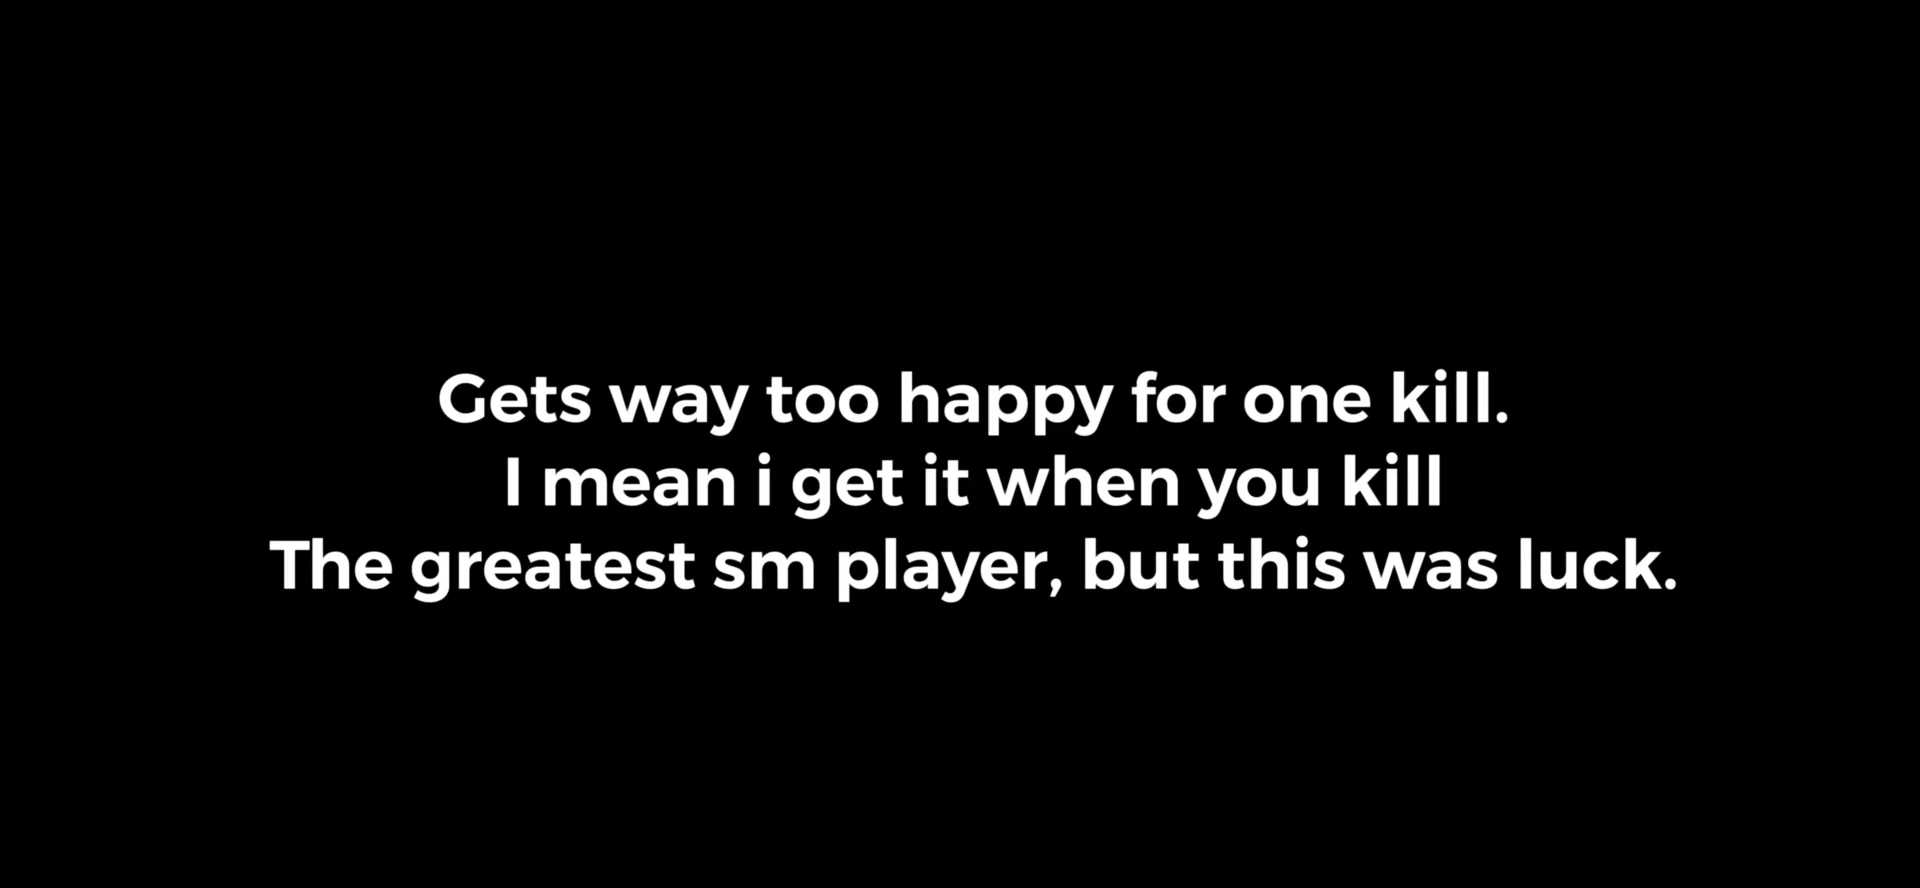 Gets way too happy for one kill.
I mean i get it when you kill
The greatest sm player, but this was luck.